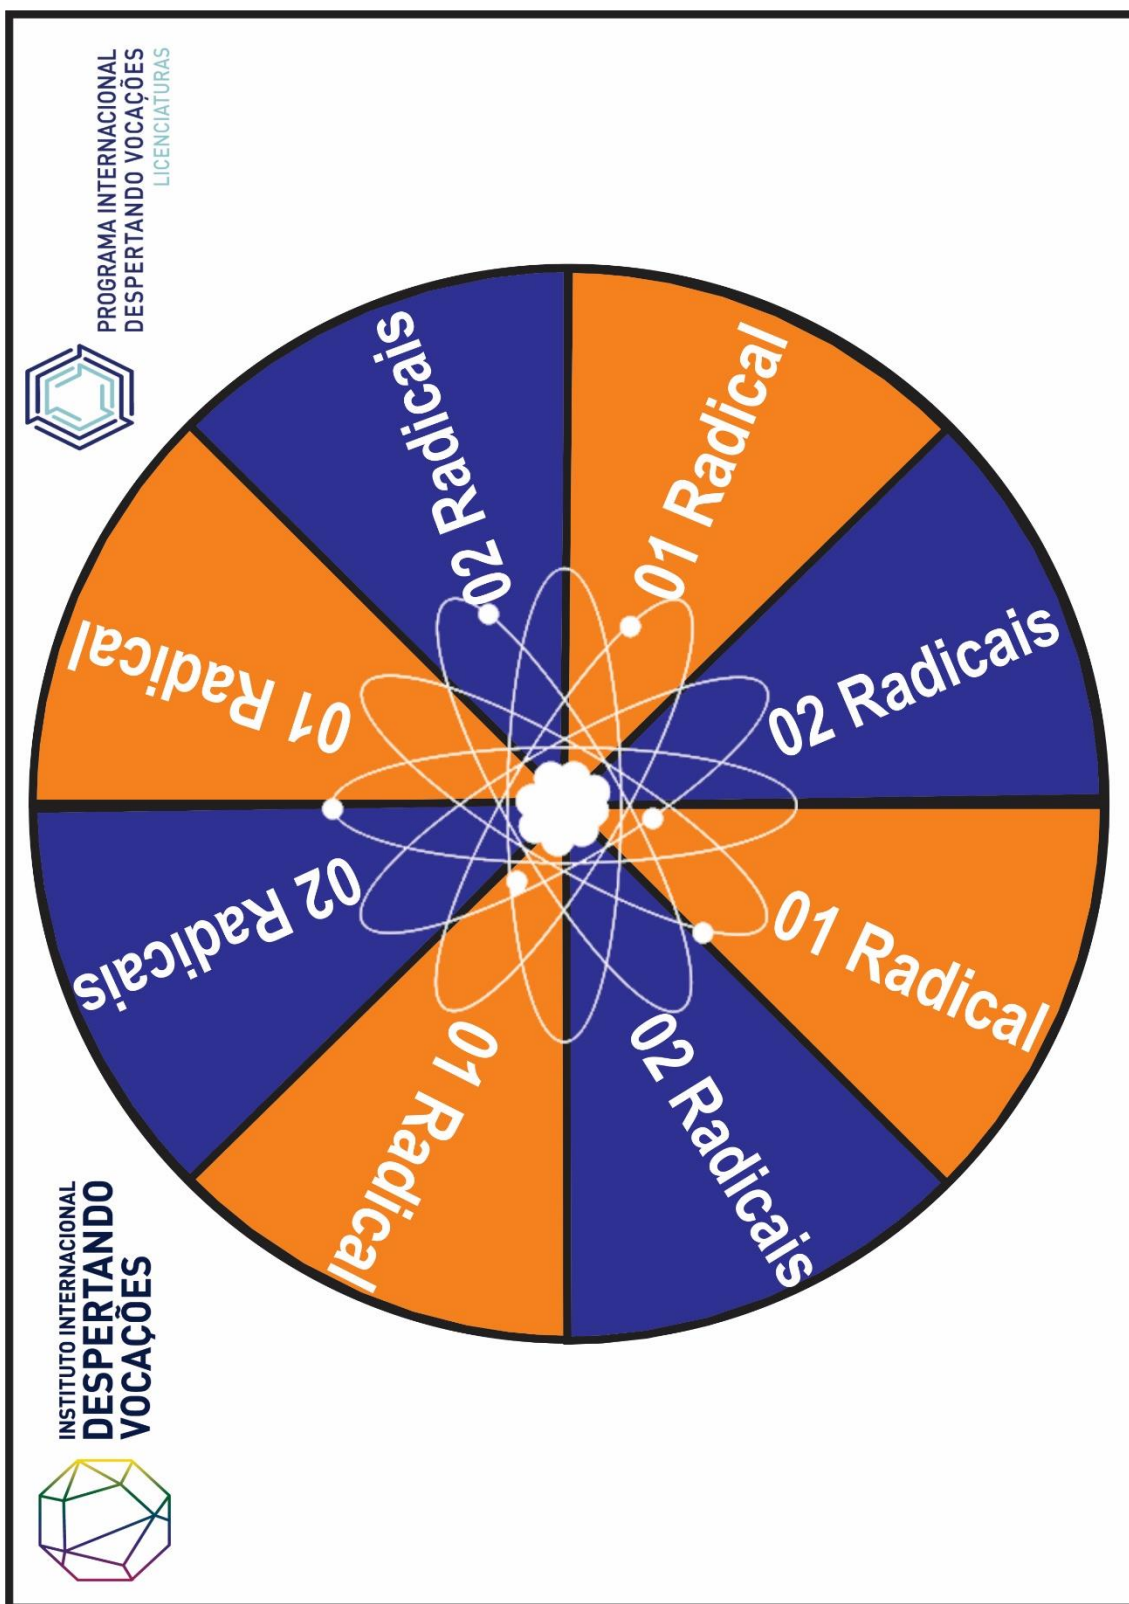 INSTITUTO INTERNACIONAL
DESPERTANDO
VOCAÇÕES
PROGRAMA INTERNACIONAL
DESPERTANDO VOCAÇÕES
LICENCIATURAS
01 Radical
02 Radicais
01 Radical
02 Radicais
01 Radical
02 Radicais
01 Radical
02 Radicais